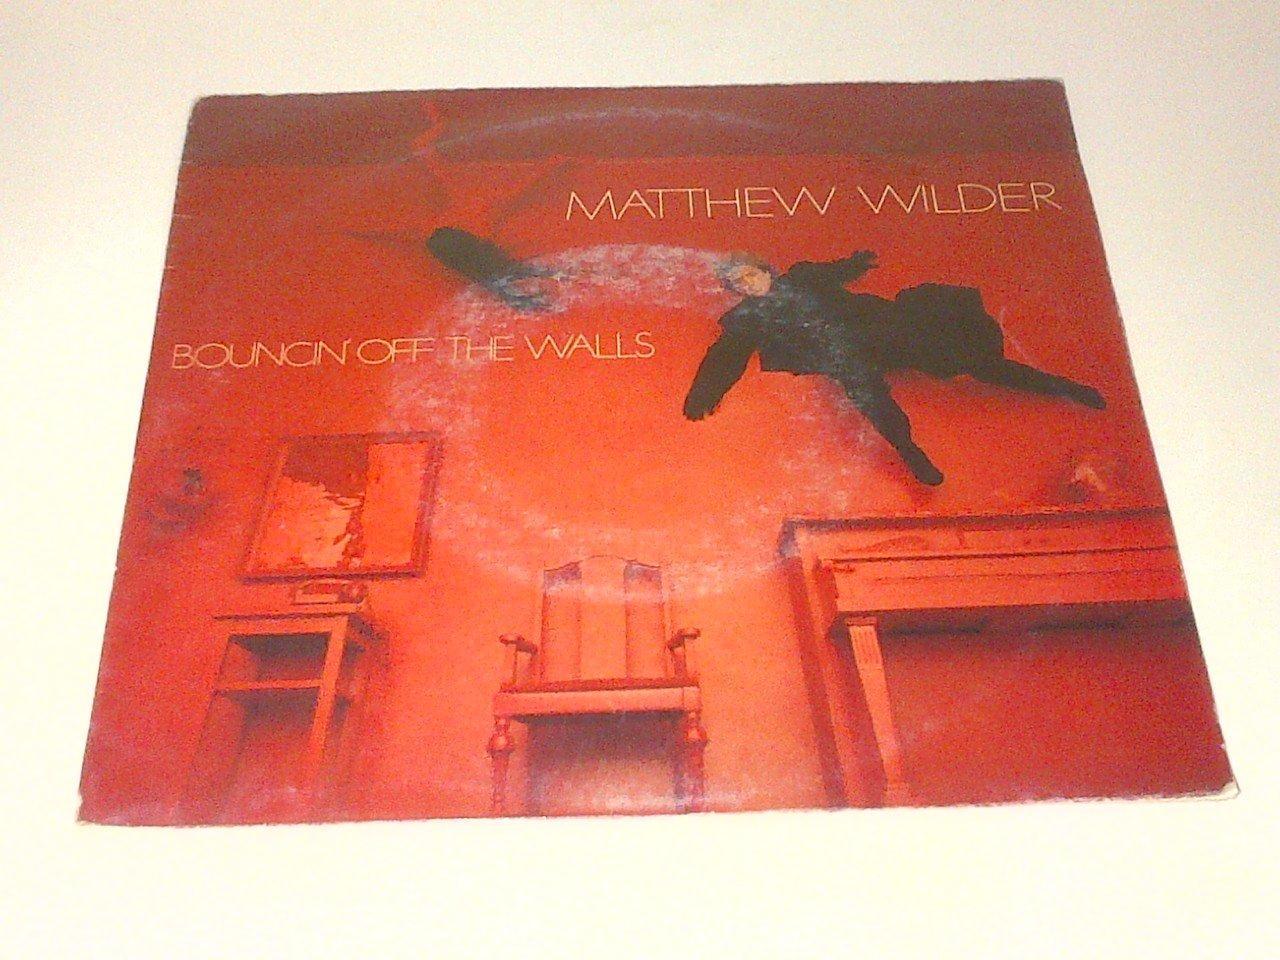 MATTHEW WILDER
BOUNCIN' OFF THE WALLS